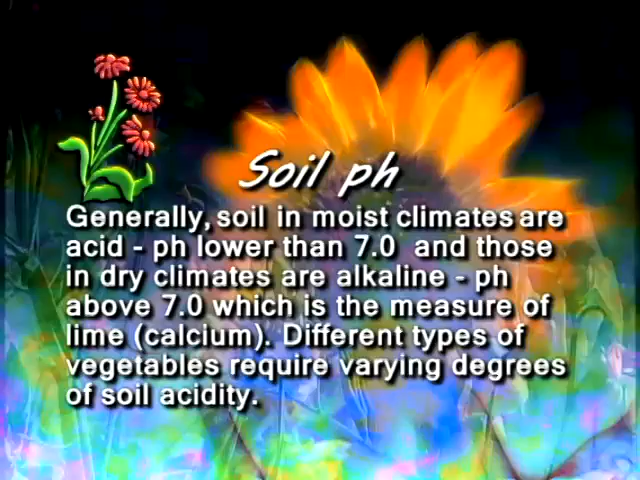 Soil ph
Generally, soil in moist climates are
acid - ph lower than 7.0 and those
in dry climates are alkaline - ph
above 7.0 which is the measure of
lime (calcium). Different types of
vegetables require varying degrees
of soil acidity.